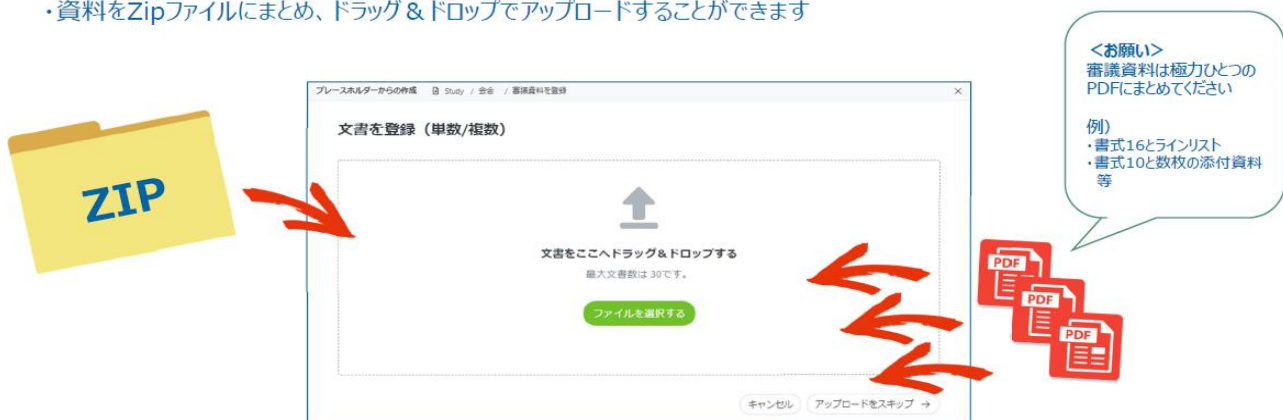 ・資料をZipファイルにまとめ、ドラッグ＆ドロップでアップロードすることができます
<お願い>
審議資料は極力ひとつの
PDFにまとめてください
例）
・書式16とラインリスト
・書式10と数枚の添付資料
等
プレースホルダーからの作成 Study / 会合 / 審議資料を登録 ×
文書を登録（単数/複数）
ZIP
文書をここへドラッグ&ドロップする
最大文書数は 30です。
ファイルを選択する
PDF
PDF
PDF
キャンセル アップロードをスキップ →